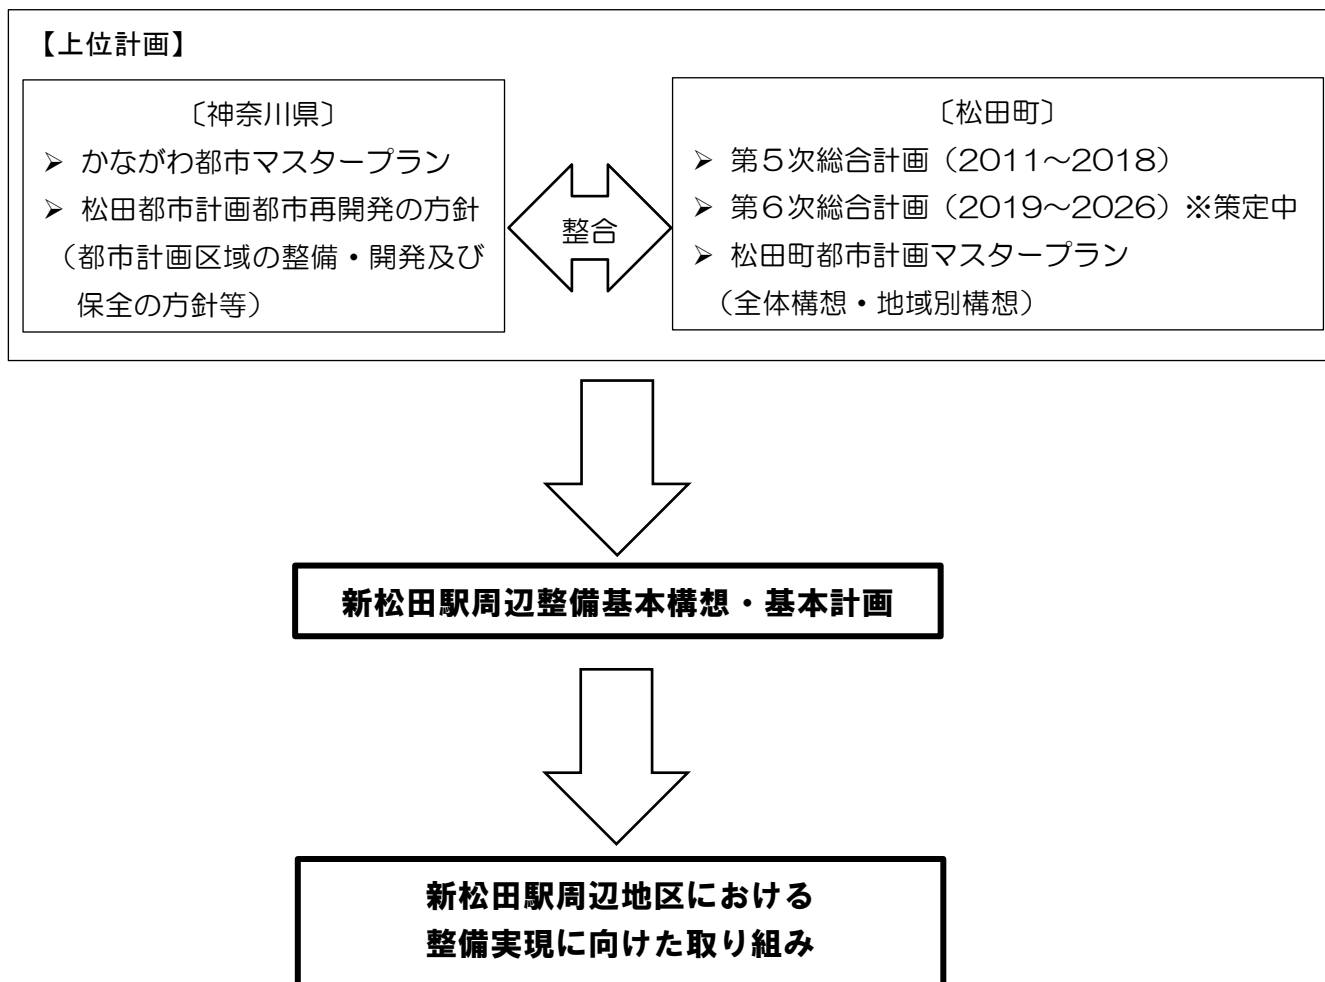 【上位計画】
〔神奈川県〕
➢ かながわ都市マスタープラン
➢ 松田都市計画都市再開発の方針
（都市計画区域の整備・開発及び
保全の方針等）
整合
〔松田町〕
➢ 第５次総合計画（２０１１～２０１８）
➢ 第６次総合計画（２０１９～２０２６）※策定中
➢ 松田町都市計画マスタープラン
（全体構想・地域別構想）
新松田駅周辺整備基本構想・基本計画
新松田駅周辺地区における
整備実現に向けた取り組み